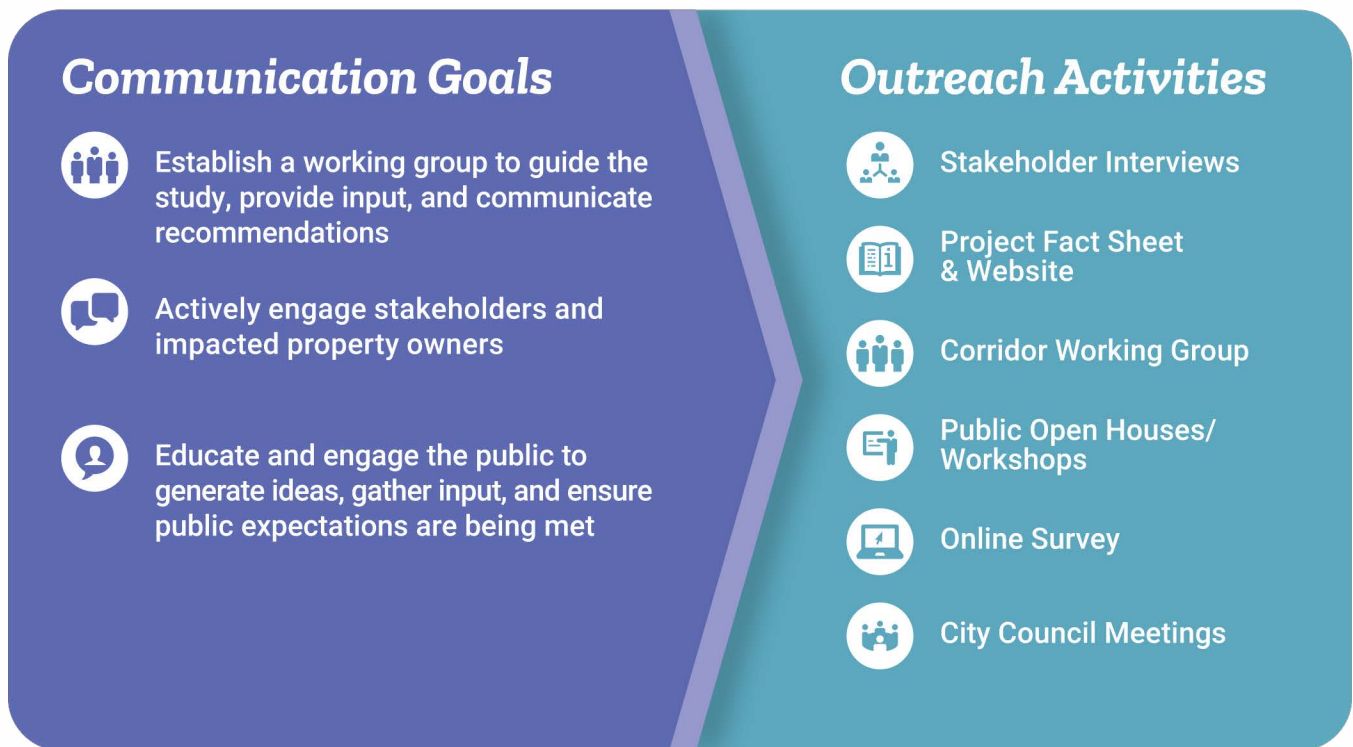 Communication Goals
Establish a working group to guide the
study, provide input, and communicate
recommendations
Actively engage stakeholders and
impacted property owners
Educate and engage the public to
generate ideas, gather input, and ensure
public expectations are being met
Outreach Activities
Stakeholder Interviews
Project Fact Sheet
& Website
Corridor Working Group
Public Open Houses/
Workshops
Online Survey
City Council Meetings